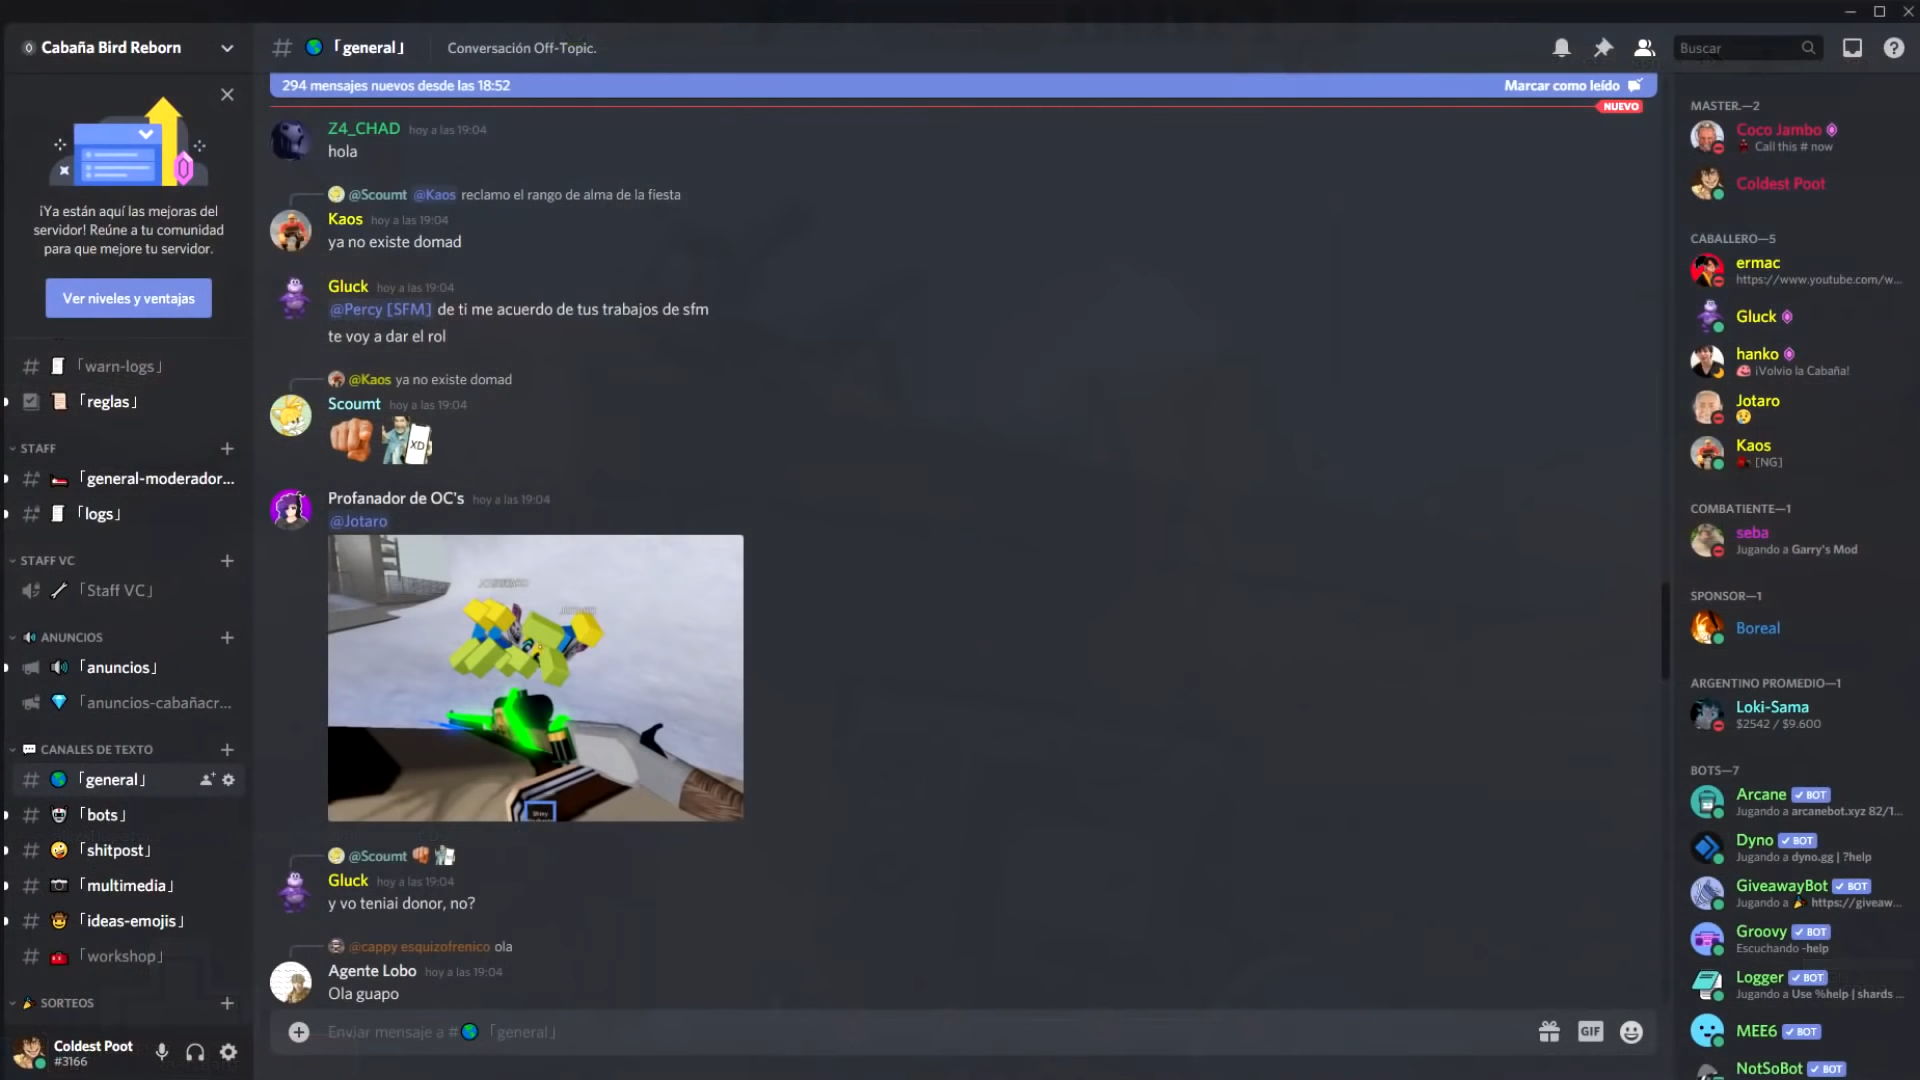 Cabaña Bird Reborn
「general」
Conversación Off-Topic.
Buscar
294 mensajes nuevos desde las 18:52
Marcar como leído
NUEVO
¡Ya están aquí las mejoras del
servidor! Reúne a tu comunidad
para que mejore tu servidor.
Ver niveles y ventajas
「warn-logs」
「reglas」
STAFF
「general-moderador...
「logs」
STAFF VC
「Staff VC」
ANUNCIOS
「anuncios」
「anuncios-cabañacr...
CANALES DE TEXTO
「general」
「bots」
「shitpost」
「multimedia」
「ideas-emojis」
「workshop」
SORTEOS
Coldest Poot
#3166
Z4_CHAD hoy a las 19:04
hola
@Scoumt @Kaos reclamo el rango de alma de la fiesta
Kaos hoy a las 19:04
ya no existe domad
Gluck hoy a las 19:04
@Percy [SFM] de ti me acuerdo de tus trabajos de sfm
te voy a dar el rol
@Kaos ya no existe domad
Scoumt hoy a las 19:04
XD
Profanador de OC's hoy a las 19:04
@Jotaro
@Scoumt
Gluck hoy a las 19:04
y vo teniai donor, no?
@cappy esquizofrenico ola
Agente Lobo hoy a las 19:04
Ola guapo
Enviar mensaje a # 「general」
GIF
MASTER.—2
Coco Jambo
Call this # now
Coldest Poot
CABALLERO—5
ermac
https://www.youtube.com/w...
Gluck
hanko
¡Volvio la Cabaña!
Jotaro
Kaos
[NG]
COMBATIENTE—1
seba
Jugando a Garry's Mod
SPONSOR—1
Boreal
ARGENTINO PROMEDIO—1
Loki-Sama
$2542 / $9.600
BOTS—7
Arcane BOT
Jugando a arcanebot.xyz 82/1...
Dyno BOT
Jugando a dyno.gg | ?help
GiveawayBot BOT
Jugando a https://giveaw...
Groovy BOT
Escuchando -help
Logger BOT
Jugando a Use %help | shards ...
MEE6 BOT
NotSoBot BOT